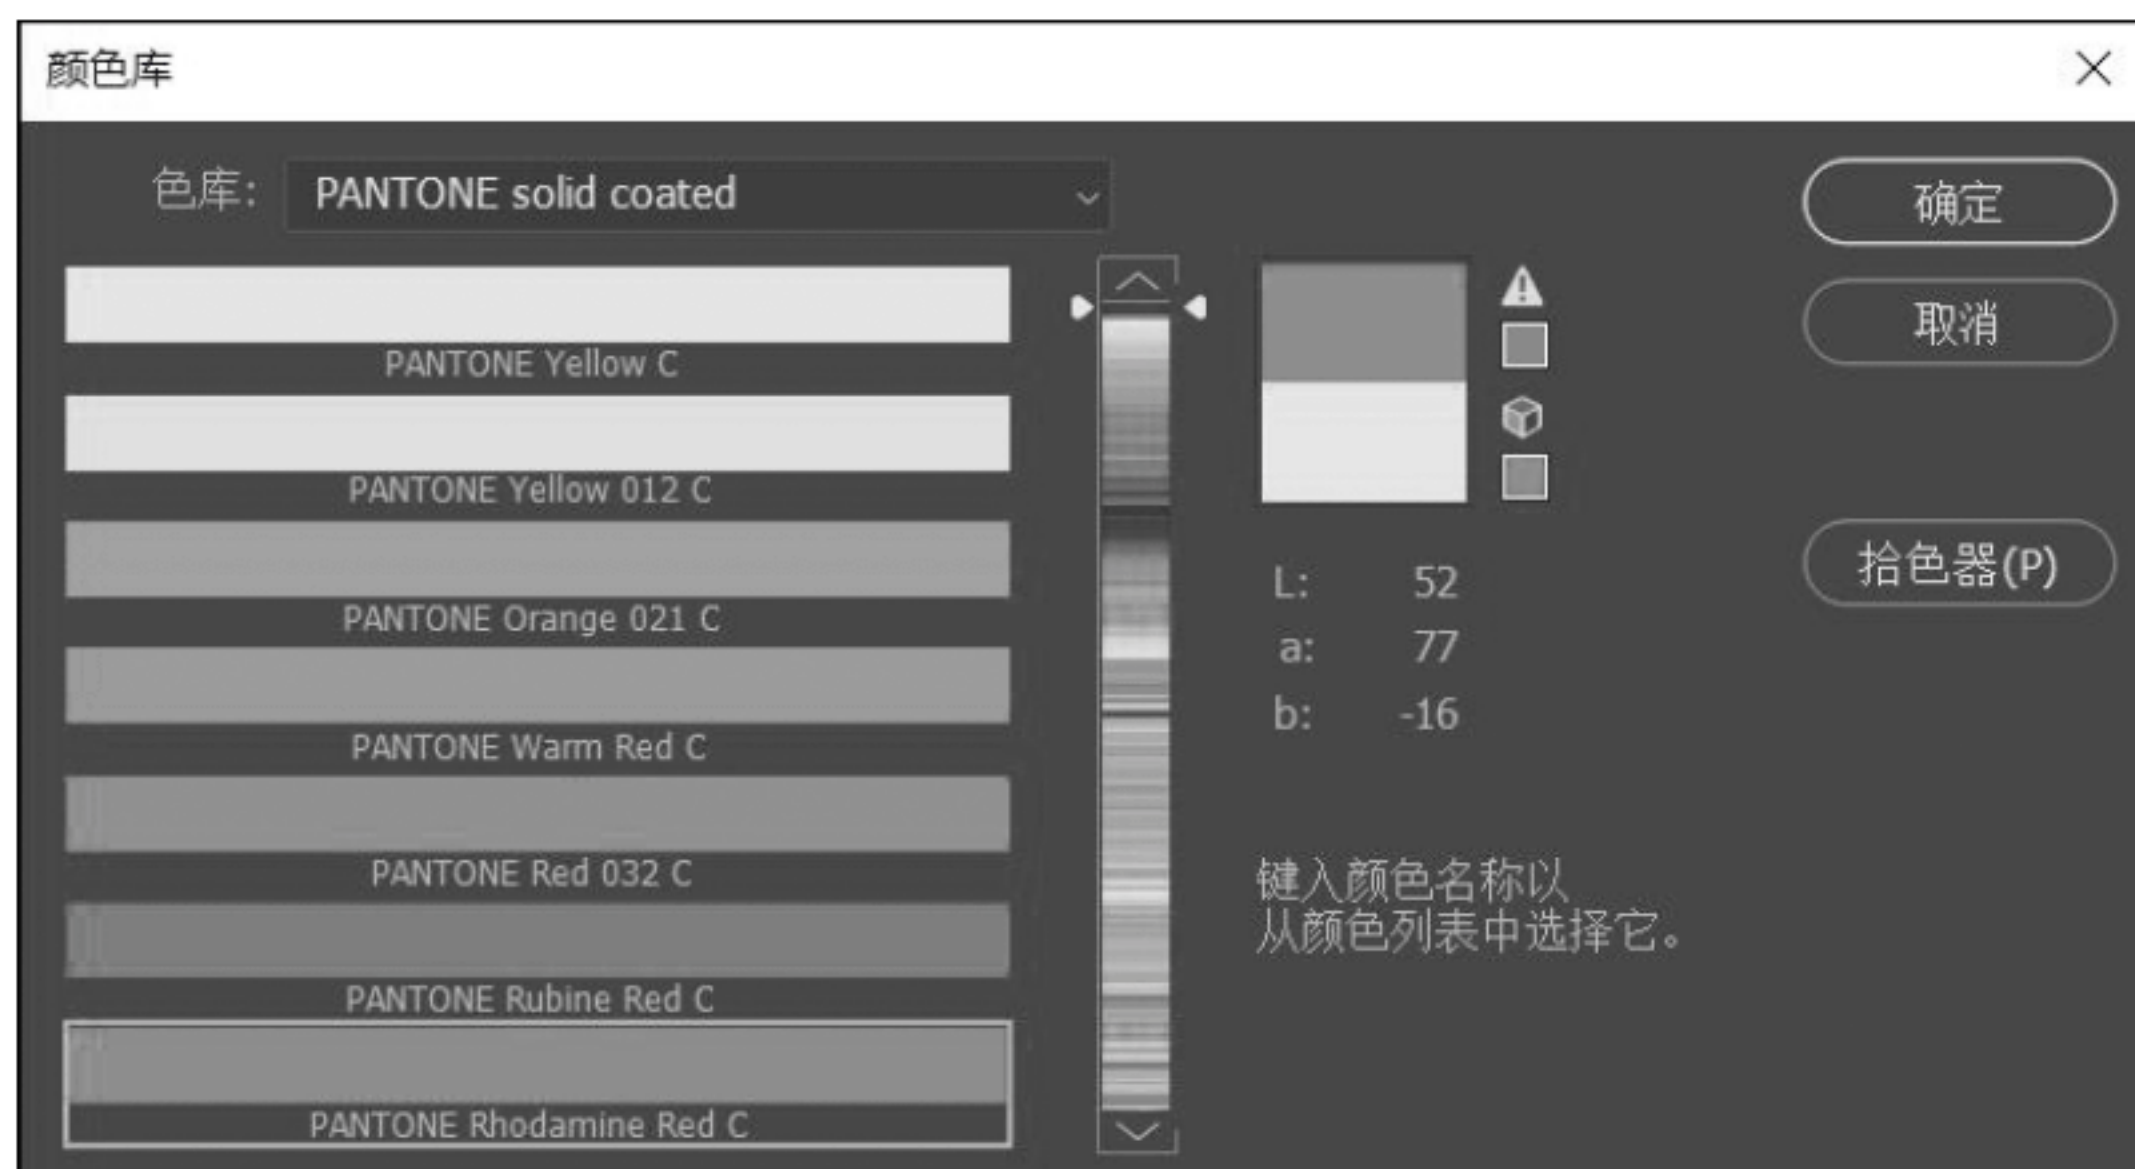 颜色库
色库: PANTONE solid coated
确定
取消
PANTONE Yellow C
PANTONE Yellow 012 C
PANTONE Orange 021 C
PANTONE Warm Red C
PANTONE Red 032 C
PANTONE Rubine Red C
PANTONE Rhodamine Red C
L: 52
a: 77
b: -16
拾色器(P)
键入颜色名称以
从颜色列表中选择它。